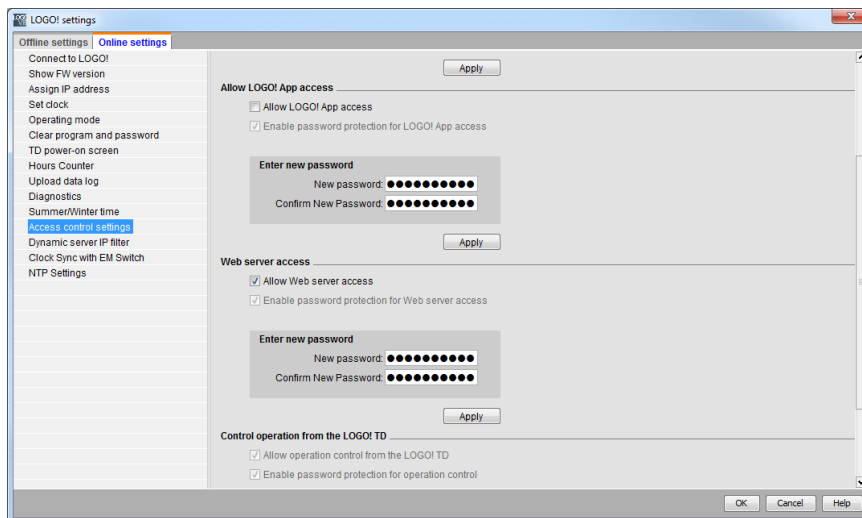 LOGO! settings
Offline settings Online settings
Connect to LOGO!
Show FW version
Assign IP address
Set clock
Operating mode
Clear program and password
TD power-on screen
Hours Counter
Upload data log
Diagnostics
Summer/Winter time
Access control settings
Dynamic server IP filter
Clock Sync with EM Switch
NTP Settings
Apply
Allow LOGO! App access
Allow LOGO! App access
Enable password protection for LOGO! App access
Enter new password
New password:
Confirm New Password:
Apply
Web server access
Allow Web server access
Enable password protection for Web server access
Enter new password
New password:
Confirm New Password:
Apply
Control operation from the LOGO! TD
Allow operation control from the LOGO! TD
Enable password protection for operation control
OK Cancel Help